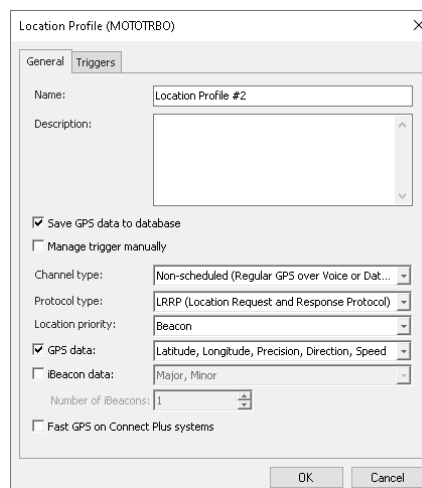 Location Profile (MOTOTRBO)
General
Triggers
Name:
Location Profile #2
Description:
Save GPS data to database
Manage trigger manually
Channel type:
Non-scheduled (Regular GPS over Voice or Dat...
Protocol type:
LRRP (Location Request and Response Protocol)
Location priority:
Beacon
GPS data:
Latitude, Longitude, Precision, Direction, Speed
iBeacon data:
Major, Minor
Number of iBeacons:
1
Fast GPS on Connect Plus systems
OK
Cancel